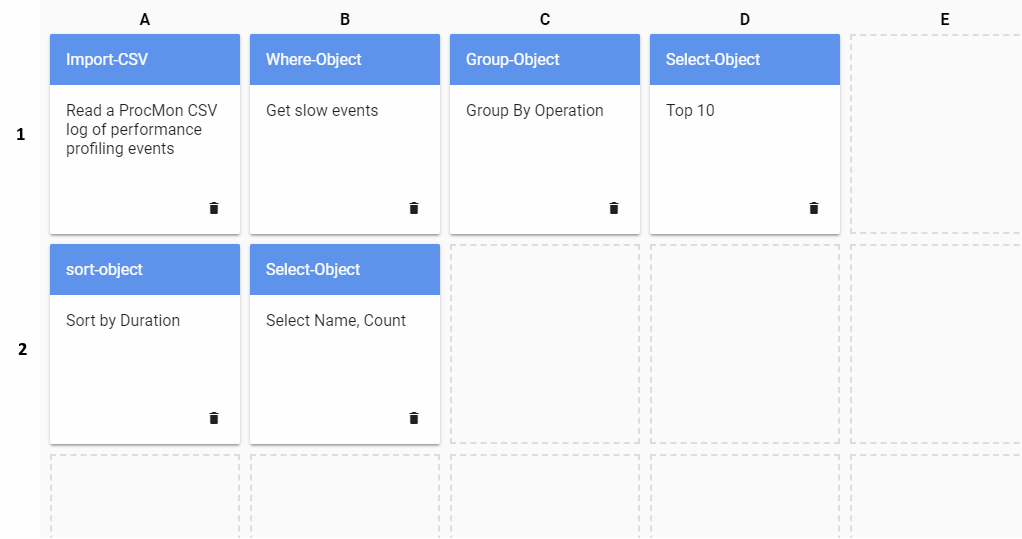 A B C D E
Import-CSV Where-Object Group-Object Select-Object
1
Read a ProcMon CSV
log of performance
profiling events
Get slow events
Group By Operation
Top 10
sort-object Select-Object
2
Sort by Duration
Select Name, Count